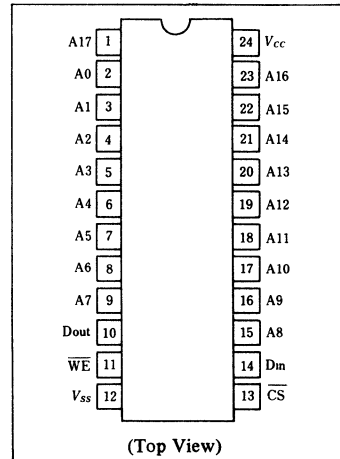 A17 1 24 Vcc
A0 2 23 A16
A1 3 22 A15
A2 4 21 A14
A3 5 20 A13
A4 6 19 A12
A5 7 18 A11
A6 8 17 A10
A7 9 16 A9
Dout 10 15 A8
W̅E̅ 11 14 Din
Vss 12 13 C̅S̅
(Top View)